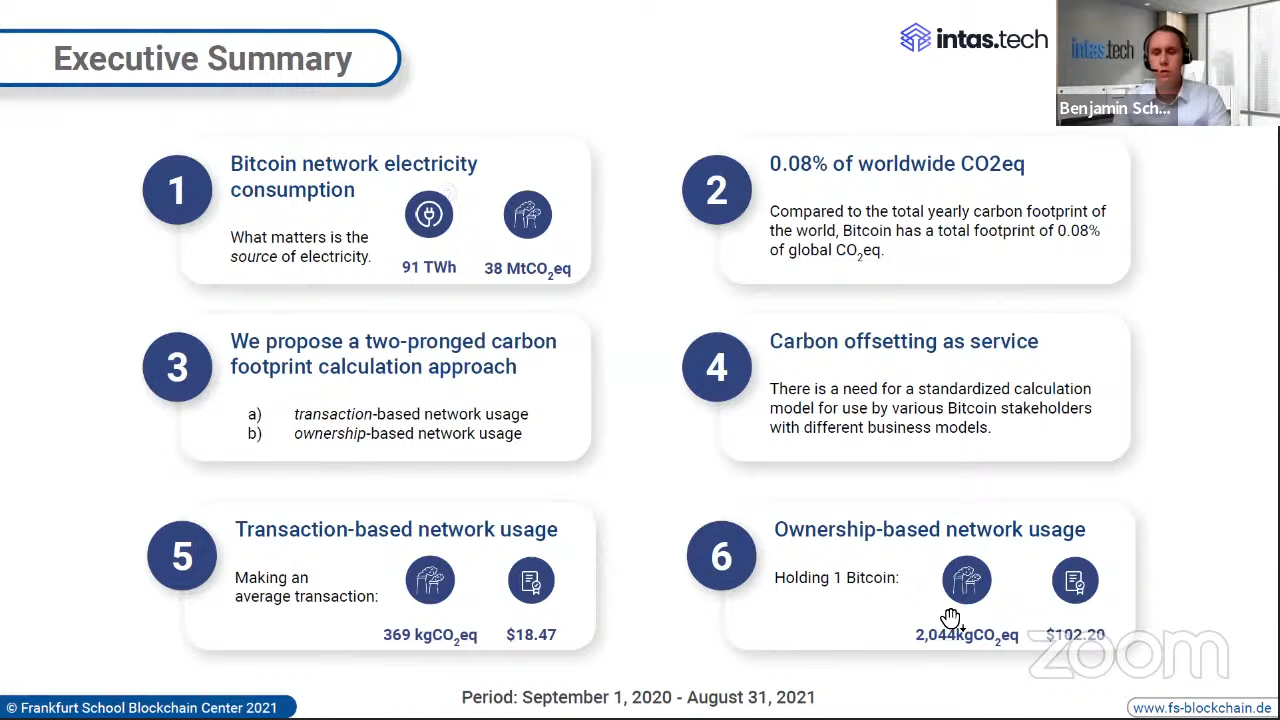 Executive Summary
intas.tech
intas.tech
Benjamin Sch...
1
Bitcoin network electricity
consumption
What matters is the
source of electricity.
91 TWh
38 MtCO2eq
2
0.08% of worldwide CO2eq
Compared to the total yearly carbon footprint of
the world, Bitcoin has a total footprint of 0.08%
of global CO2eq.
3
We propose a two-pronged carbon
footprint calculation approach
a) transaction-based network usage
b) ownership-based network usage
4
Carbon offsetting as service
There is a need for a standardized calculation
model for use by various Bitcoin stakeholders
with different business models.
5
Transaction-based network usage
Making an
average transaction:
369 kgCO2eq
$18.47
6
Ownership-based network usage
Holding 1 Bitcoin:
2,044kgCO2eq
$102.20
zoom
Period: September 1, 2020 - August 31, 2021
© Frankfurt School Blockchain Center 2021
www.fs-blockchain.de